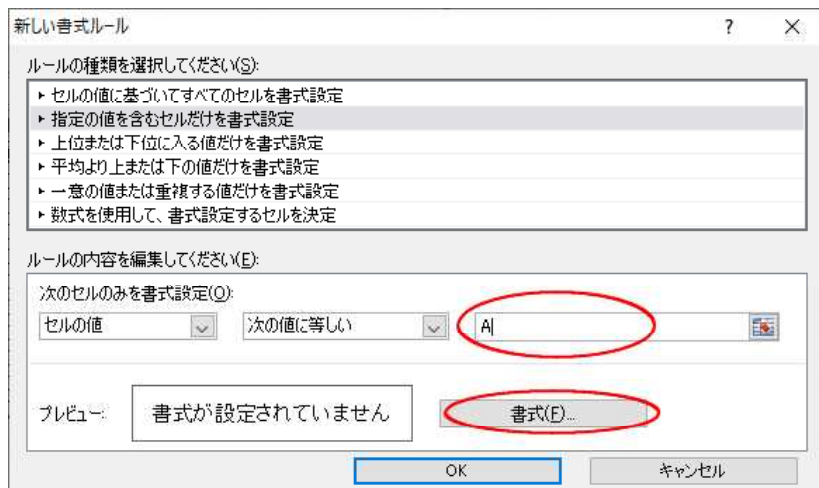 新しい書式ルール ? ×
ルールの種類を選択してください(S):
► セルの値に基づいてすべてのセルを書式設定
► 指定の値を含むセルだけを書式設定
► 上位または下位に入る値だけを書式設定
► 平均より上または下の値だけを書式設定
► 一意の値または重複する値だけを書式設定
► 数式を使用して、書式設定するセルを決定
ルールの内容を編集してください(E):
次のセルのみを書式設定(O):
セルの値 次の値に等しい A
プレビュー: 書式が設定されていません 書式(F)...
OK キャンセル